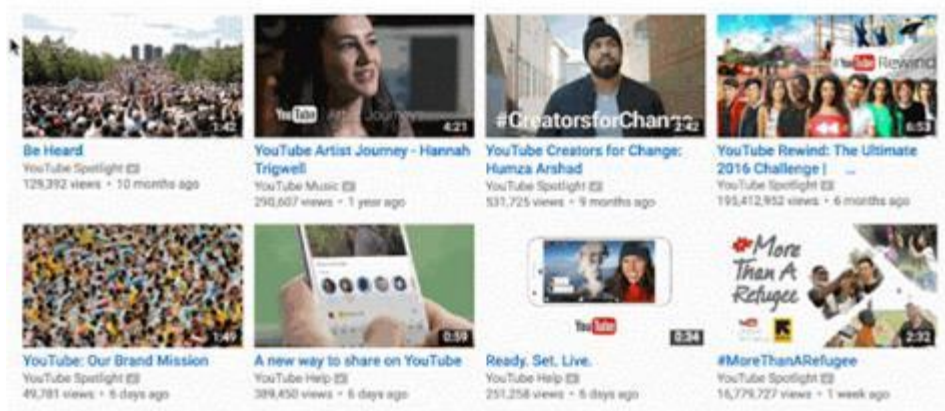 1:42
Be Heard
YouTube Spotlight
129,392 views • 10 months ago
YouTube Artist Journey
4:21
YouTube Artist Journey - Hannah
Trigwell
YouTube Music
290,607 views • 1 year ago
#CreatorsforChange
2:42
YouTube Creators for Change:
Humza Arshad
YouTube Spotlight
531,725 views • 9 months ago
YouTube Rewind
6:53
YouTube Rewind: The Ultimate
2016 Challenge | ...
YouTube Spotlight
195,412,952 views • 6 months ago
1:49
YouTube: Our Brand Mission
YouTube Spotlight
49,781 views • 6 days ago
0:59
A new way to share on YouTube
YouTube Help
389,450 views • 6 days ago
YouTube
0:34
Ready. Set. Live.
YouTube Help
251,258 views • 6 days ago
#More
Than A
Refugee
2:32
#MoreThanARefugee
YouTube Spotlight
16,779,727 views • 1 week ago